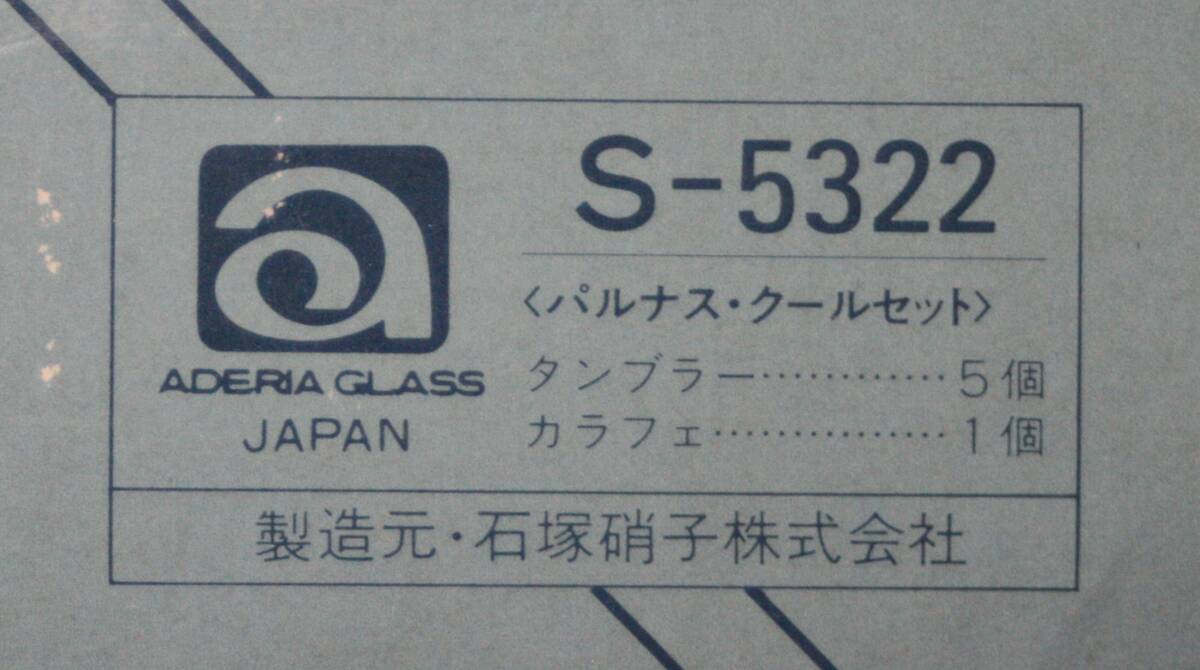 S-5322
〈パルナス・クールセット〉
タンブラー…………5個
カラフェ……………1個
ADERIA GLASS
JAPAN
製造元・石塚硝子株式会社